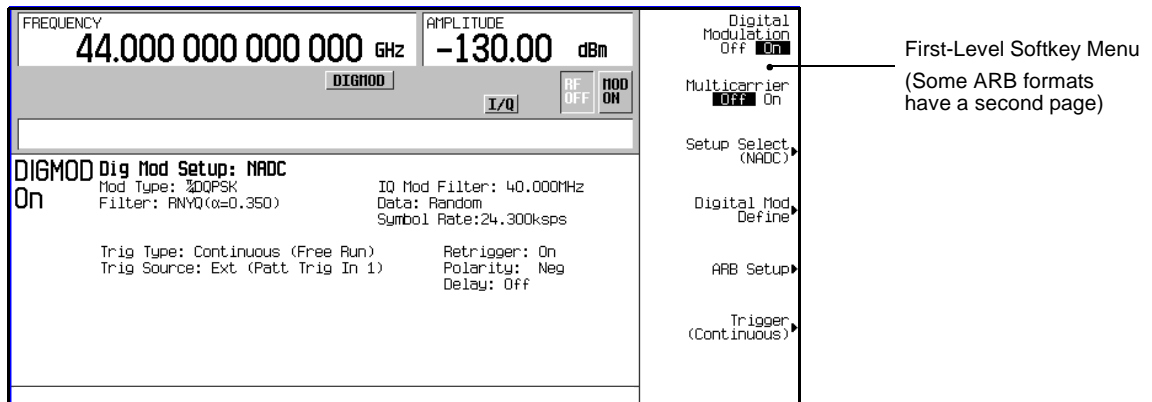 FREQUENCY
44.000 000 000 000 GHz
AMPLITUDE
-130.00 dBm
DIGMOD
I/Q
RF OFF
MOD ON
DIGMOD On
Dig Mod Setup: NADC
Mod Type: π/4DQPSK
Filter: RNYQ(α=0.350)
IQ Mod Filter: 40.000MHz
Data: Random
Symbol Rate:24.300ksps
Trig Type: Continuous (Free Run)
Trig Source: Ext (Patt Trig In 1)
Retrigger: On
Polarity: Neg
Delay: Off
Digital
Modulation
Off On
Multicarrier
Off On
Setup Select
(NADC)
Digital Mod
Define
ARB Setup
Trigger
(Continuous)
First-Level Softkey Menu
(Some ARB formats
have a second page)